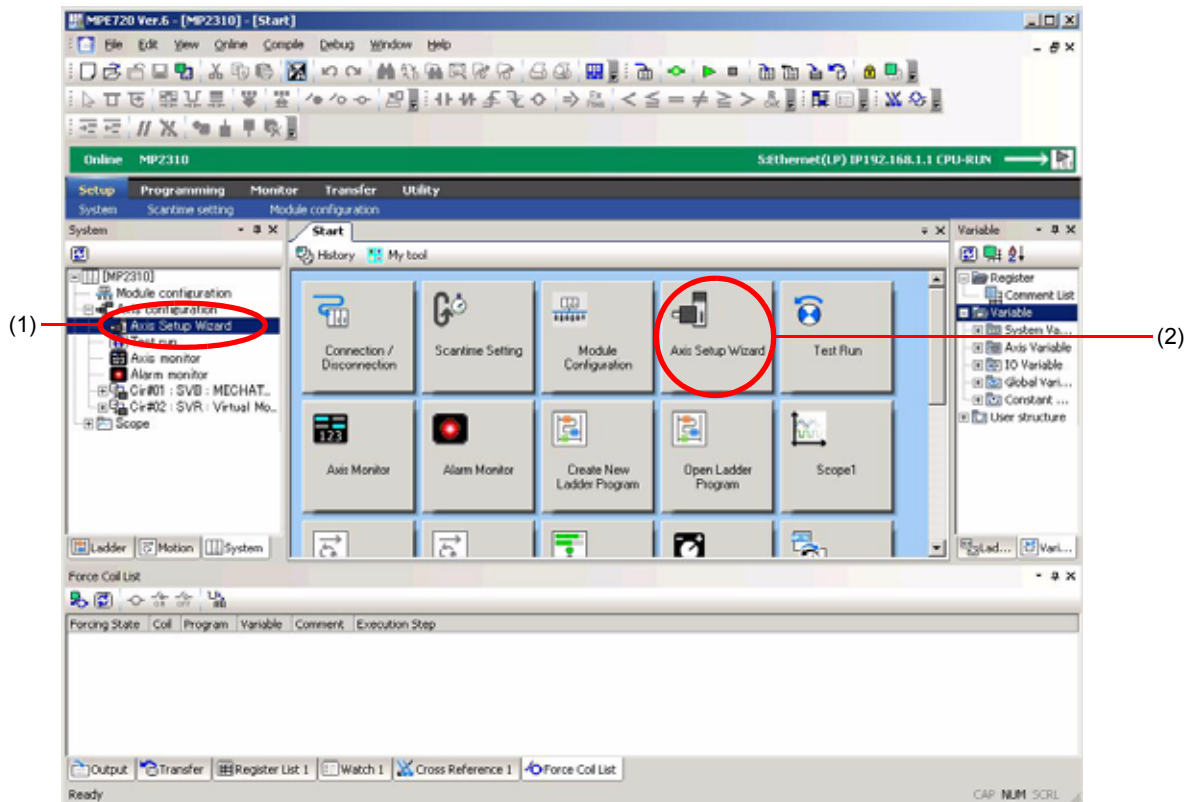 MPE720 Ver.6 - [MP2310] - [Start]
File Edit View Online Compile Debug Window Help
Online MP2310 5:Ethernet(LP) IP192.168.1.1 CPU-RUN
Setup Programming Monitor Transfer Utility
System Scantime setting Module configuration
System
Start
Variable
History My tool
[MP2310]
Module configuration
Axis configuration
Axis Setup Wizard
Test run
Axis monitor
Alarm monitor
Cir#01 : SVB : MECHAT...
Cir#02 : SVR : Virtual Mo...
Scope
(1)
Connection / Disconnection
Scantime Setting
Module Configuration
Axis Setup Wizard
Test Run
Axis Monitor
Alarm Monitor
Create New Ladder Program
Open Ladder Program
Scope1
Register
Comment List
Variable
System Va...
Axis Variable
IO Variable
Global Vari...
Constant ...
User structure
(2)
Ladder Motion System
Lad... Vari...
Force Coil List
Forcing State Coil Program Variable Comment Execution Step
Output Transfer Register List 1 Watch 1 Cross Reference 1 Force Coil List
Ready CAP NUM SCRL